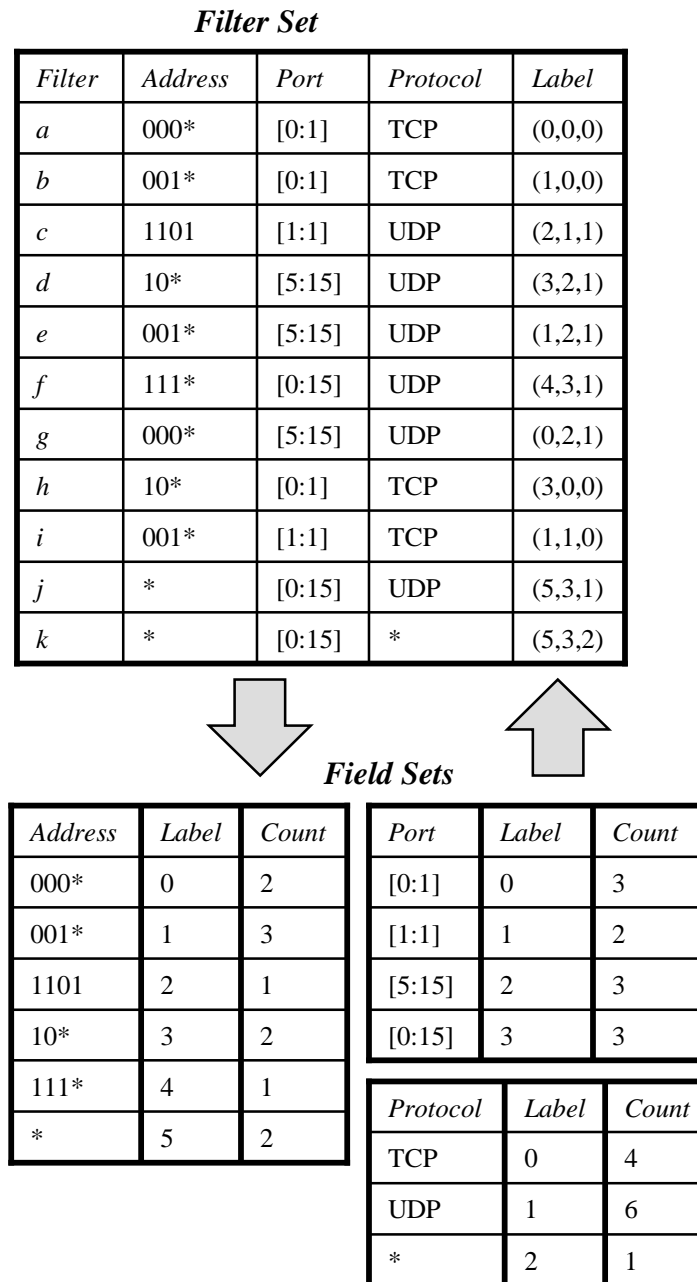 Filter Set
Filter Address Port Protocol Label
a 000* [0:1] TCP (0,0,0)
b 001* [0:1] TCP (1,0,0)
c 1101 [1:1] UDP (2,1,1)
d 10* [5:15] UDP (3,2,1)
e 001* [5:15] UDP (1,2,1)
f 111* [0:15] UDP (4,3,1)
g 000* [5:15] UDP (0,2,1)
h 10* [0:1] TCP (3,0,0)
i 001* [1:1] TCP (1,1,0)
j * [0:15] UDP (5,3,1)
k * [0:15] * (5,3,2)
Field Sets
Address Label Count
000* 0 2
001* 1 3
1101 2 1
10* 3 2
111* 4 1
* 5 2
Port Label Count
[0:1] 0 3
[1:1] 1 2
[5:15] 2 3
[0:15] 3 3
Protocol Label Count
TCP 0 4
UDP 1 6
* 2 1